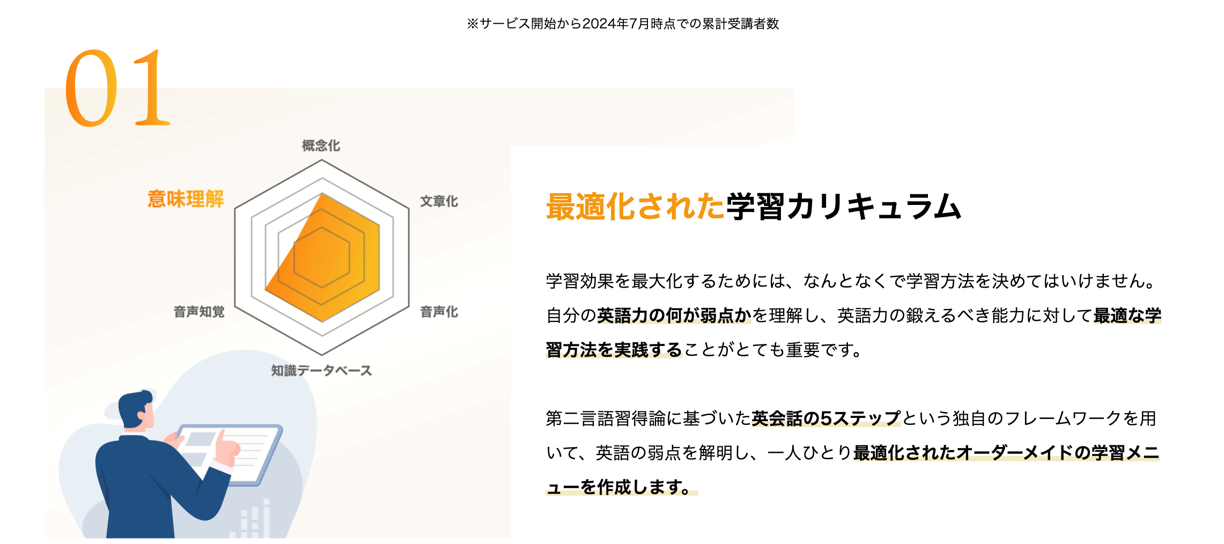 ※サービス開始から2024年7月時点での累計受講者数
01
概念化
意味理解
文章化
音声知覚
音声化
知識データベース
最適化された学習カリキュラム
学習効果を最大化するためには、なんとなくで学習方法を決めてはいけません。
自分の英語力の何が弱点かを理解し、英語力の鍛えるべき能力に対して最適な学
習方法を実践することがとても重要です。
第二言語習得論に基づいた英会話の5ステップという独自のフレームワークを用
いて、英語の弱点を解明し、一人ひとり最適化されたオーダーメイドの学習メニ
ューを作成します。